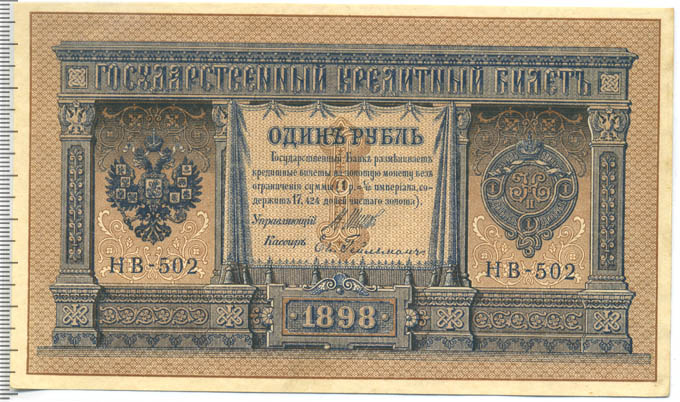 ГОСУДАРСТВЕННЫЙ КРЕДИТНЫЙ БИЛЕТЪ
ОДИНЪ РУБЛЬ
Государственный Банкъ размѣниваетъ
кредитные билеты на золотую монету безъ
ограниченія суммы (1 р. = 1/15 имперіала, со-
держитъ 17,424 долей чистаго золота).
Управляющій
Кассиръ
НВ-502
НВ-502
1898